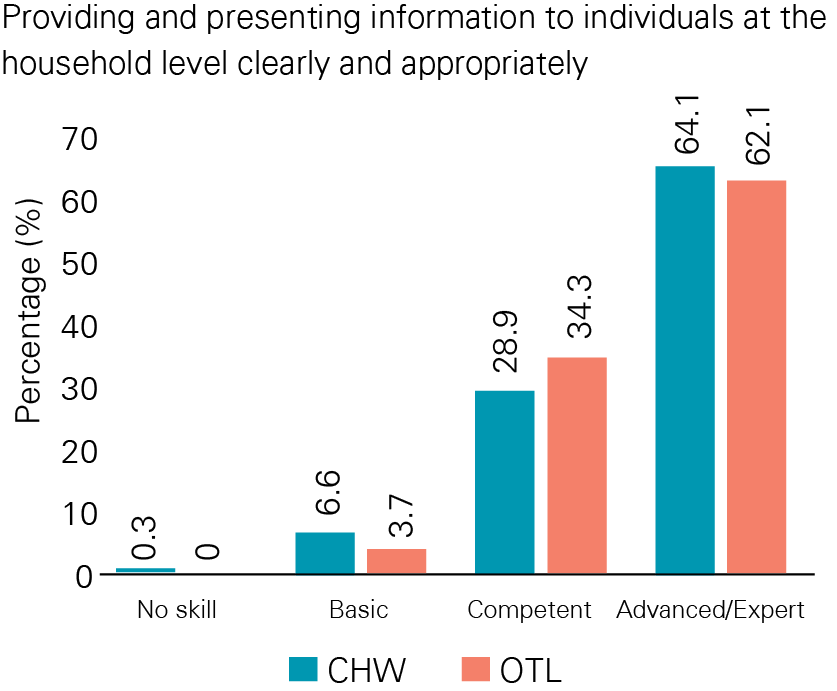 Providing and presenting information to individuals at the
household level clearly and appropriately
Percentage (%)
70
60
50
40
30
20
10
0
0.3
0
6.6
3.7
28.9
34.3
64.1
62.1
No skill
Basic
Competent
Advanced/Expert
CHW
OTL